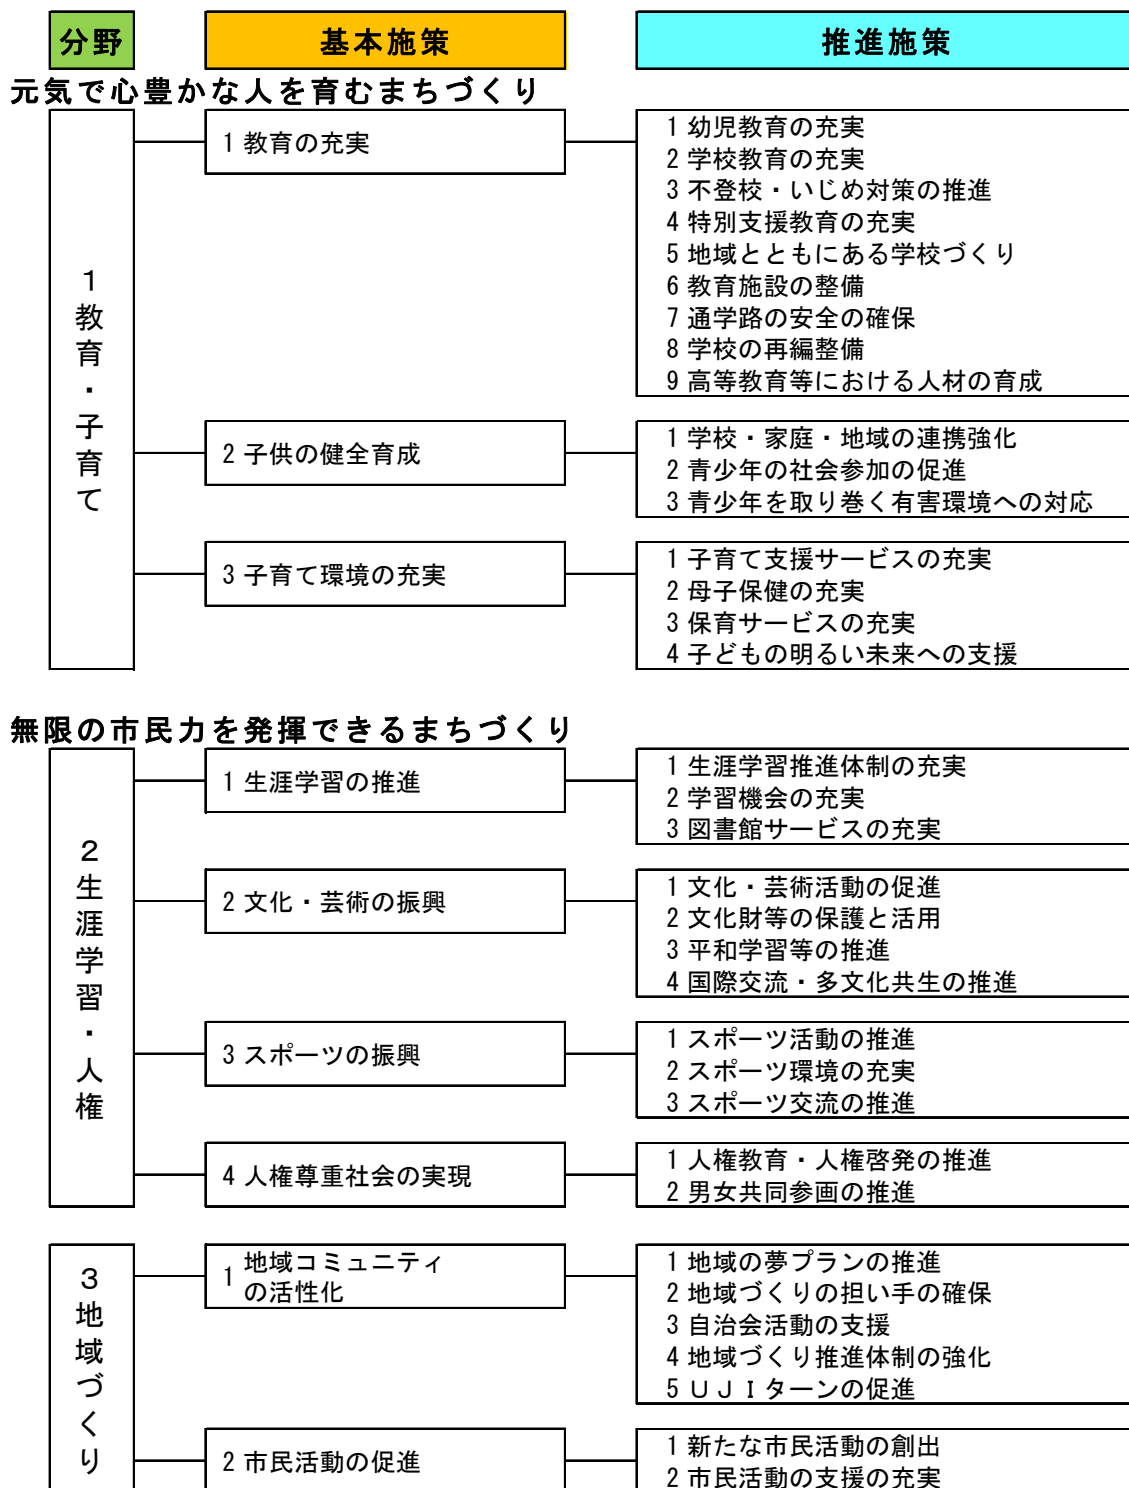 分野 基本施策 推進施策
元気で心豊かな人を育むまちづくり
1教育・子育て
1 教育の充実
1 幼児教育の充実
2 学校教育の充実
3 不登校・いじめ対策の推進
4 特別支援教育の充実
5 地域とともにある学校づくり
6 教育施設の整備
7 通学路の安全の確保
8 学校の再編整備
9 高等教育等における人材の育成
2 子供の健全育成
1 学校・家庭・地域の連携強化
2 青少年の社会参加の促進
3 青少年を取り巻く有害環境への対応
3 子育て環境の充実
1 子育て支援サービスの充実
2 母子保健の充実
3 保育サービスの充実
4 子どもの明るい未来への支援
無限の市民力を発揮できるまちづくり
2生涯学習・人権
1 生涯学習の推進
1 生涯学習推進体制の充実
2 学習機会の充実
3 図書館サービスの充実
2 文化・芸術の振興
1 文化・芸術活動の促進
2 文化財等の保護と活用
3 平和学習等の推進
4 国際交流・多文化共生の推進
3 スポーツの振興
1 スポーツ活動の推進
2 スポーツ環境の充実
3 スポーツ交流の推進
4 人権尊重社会の実現
1 人権教育・人権啓発の推進
2 男女共同参画の推進
3地域づくり
1 地域コミュニティ
の活性化
1 地域の夢プランの推進
2 地域づくりの担い手の確保
3 自治会活動の支援
4 地域づくり推進体制の強化
5 ＵＪＩターンの促進
2 市民活動の促進
1 新たな市民活動の創出
2 市民活動の支援の充実